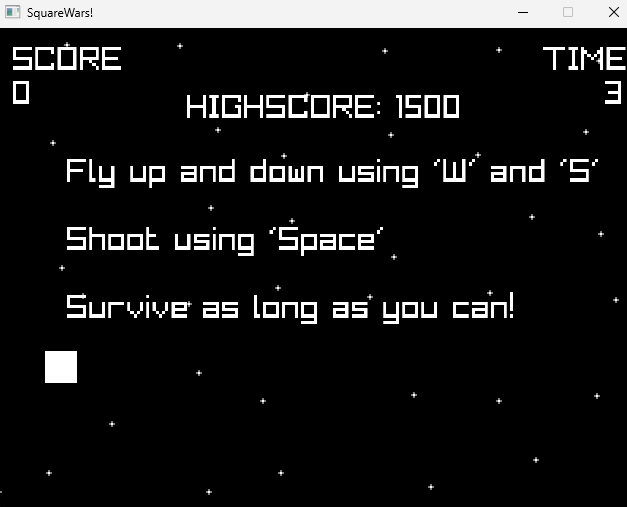 SquareWars!
SCORE
TIME
0
3
HIGHSCORE: 1500
Fly up and down using 'W' and 'S'
Shoot using 'Space'
Survive as long as you can!